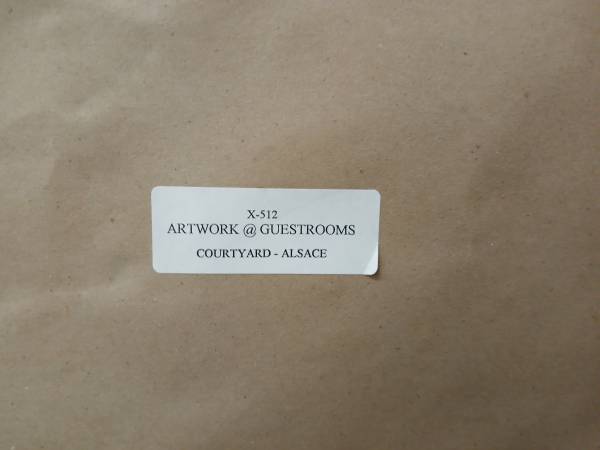 X-512
ARTWORK @ GUESTROOMS
COURTYARD - ALSACE